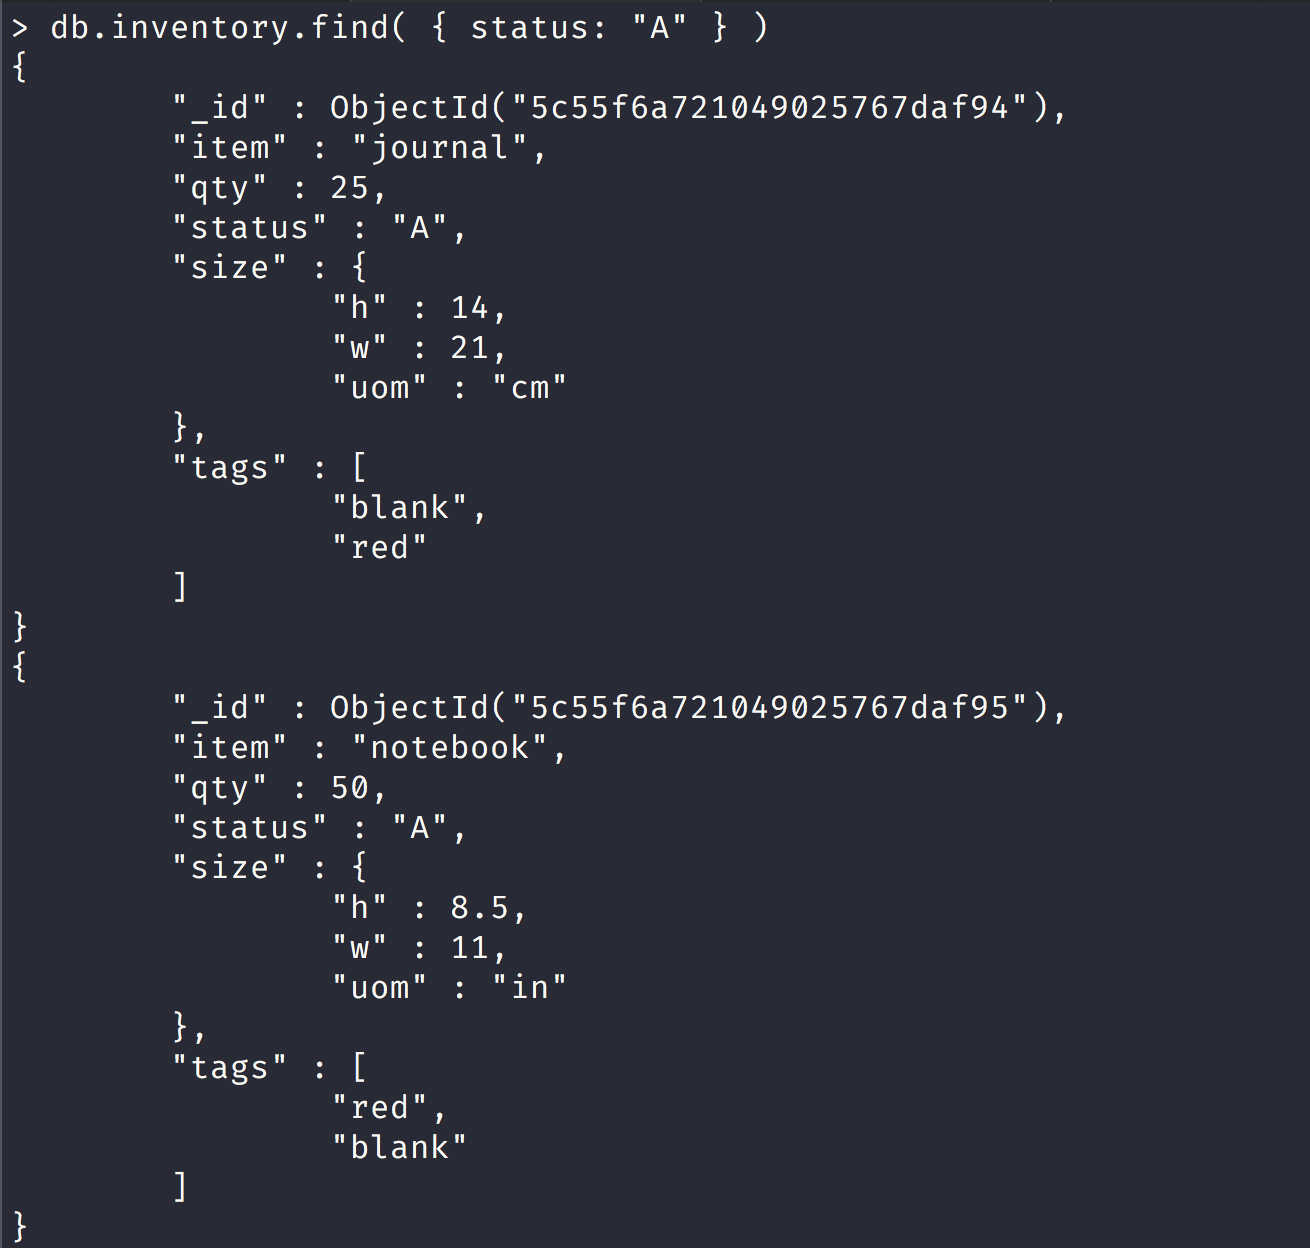 > db.inventory.find( { status: "A" } )
{
"_id" : ObjectId("5c55f6a721049025767daf94"),
"item" : "journal",
"qty" : 25,
"status" : "A",
"size" : {
"h" : 14,
"w" : 21,
"uom" : "cm"
},
"tags" : [
"blank",
"red"
]
}
{
"_id" : ObjectId("5c55f6a721049025767daf95"),
"item" : "notebook",
"qty" : 50,
"status" : "A",
"size" : {
"h" : 8.5,
"w" : 11,
"uom" : "in"
},
"tags" : [
"red",
"blank"
]
}